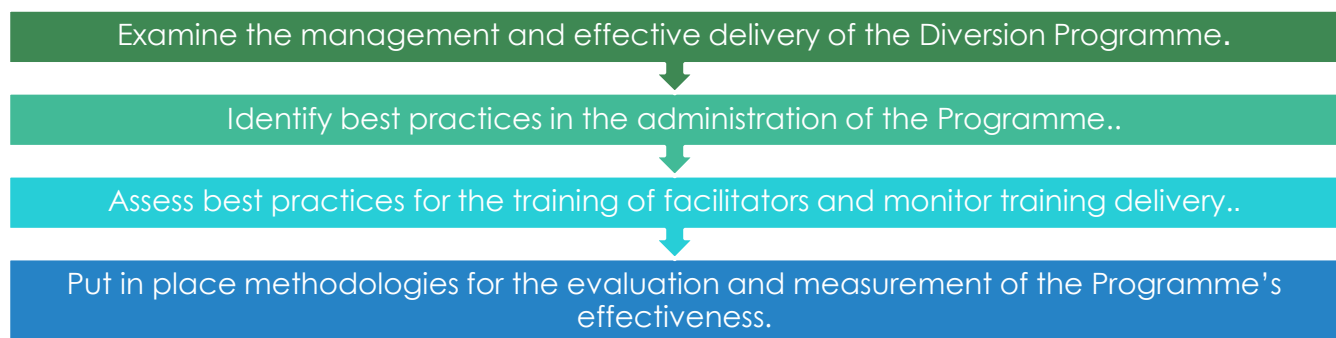 Examine the management and effective delivery of the Diversion Programme.
Identify best practices in the administration of the Programme..
Assess best practices for the training of facilitators and monitor training delivery..
Put in place methodologies for the evaluation and measurement of the Programme’s
effectiveness.